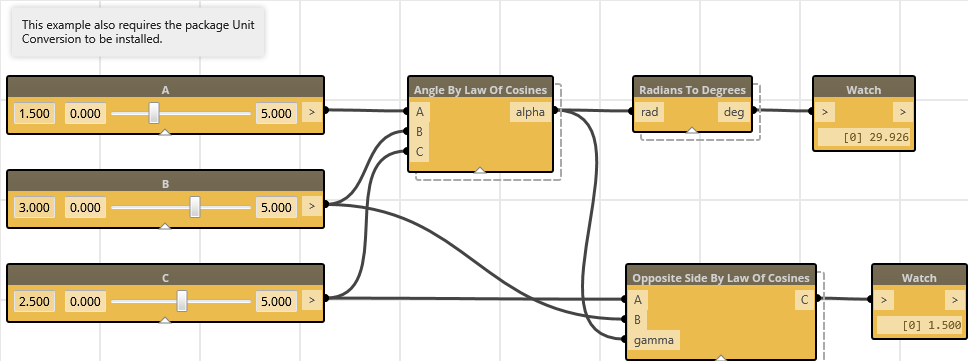 This example also requires the package Unit
Conversion to be installed.
A
1.500 0.000 5.000 >
B
3.000 0.000 5.000 >
C
2.500 0.000 5.000 >
Angle By Law Of Cosines
A alpha
B
C
Radians To Degrees
rad deg
Watch
> >
[0] 29.926
Opposite Side By Law Of Cosines
A C
B
gamma
Watch
> >
[0] 1.500